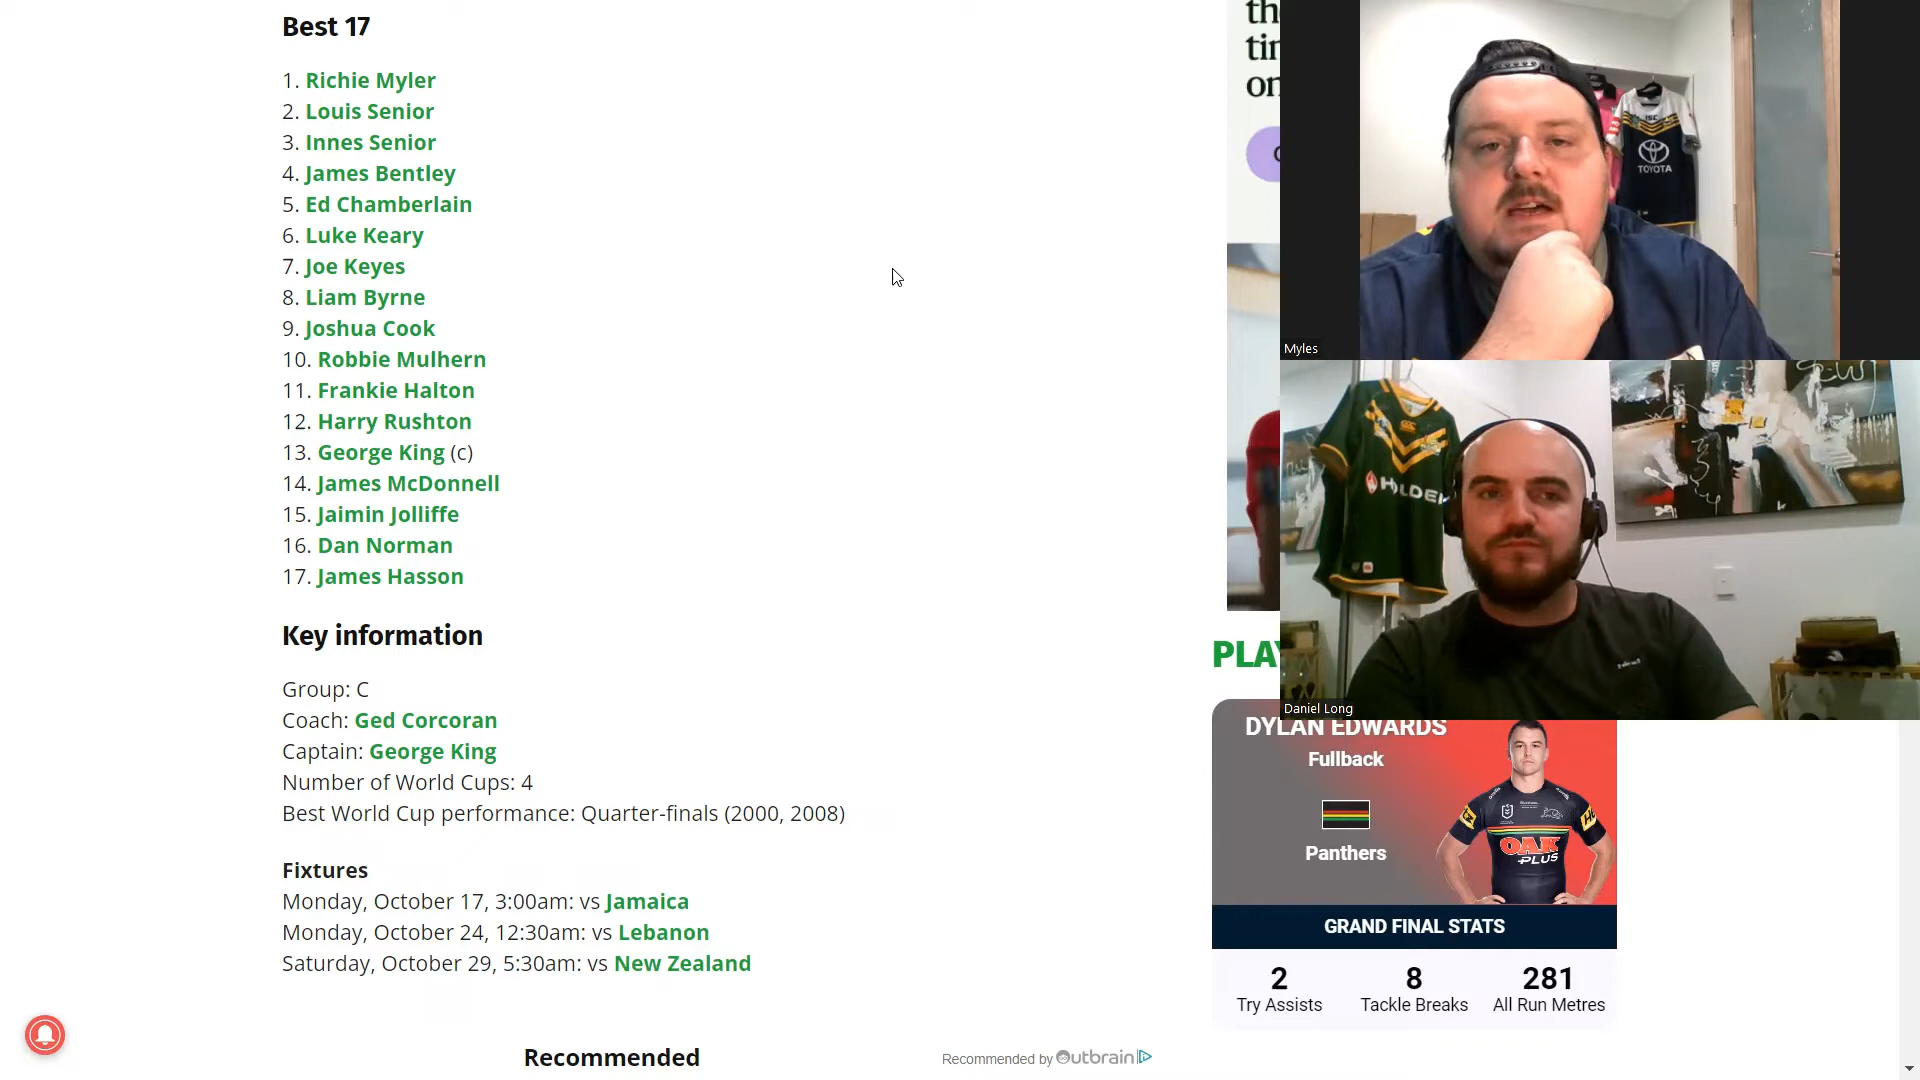 Best 17
1. Richie Myler
2. Louis Senior
3. Innes Senior
4. James Bentley
5. Ed Chamberlain
6. Luke Keary
7. Joe Keyes
8. Liam Byrne
9. Joshua Cook
10. Robbie Mulhern
11. Frankie Halton
12. Harry Rushton
13. George King (c)
14. James McDonnell
15. Jaimin Jolliffe
16. Dan Norman
17. James Hasson
Key information
Group: C
Coach: Ged Corcoran
Captain: George King
Number of World Cups: 4
Best World Cup performance: Quarter-finals (2000, 2008)
Fixtures
Monday, October 17, 3:00am: vs Jamaica
Monday, October 24, 12:30am: vs Lebanon
Saturday, October 29, 5:30am: vs New Zealand
Recommended
Recommended by Outbrain
ISC
TOYOTA
Myles
HOLDEN
Daniel Long
PLA
DYLAN EDWARDS
Fullback
Panthers
OAK
PLUS
GRAND FINAL STATS
2 8 281
Try Assists Tackle Breaks All Run Metres